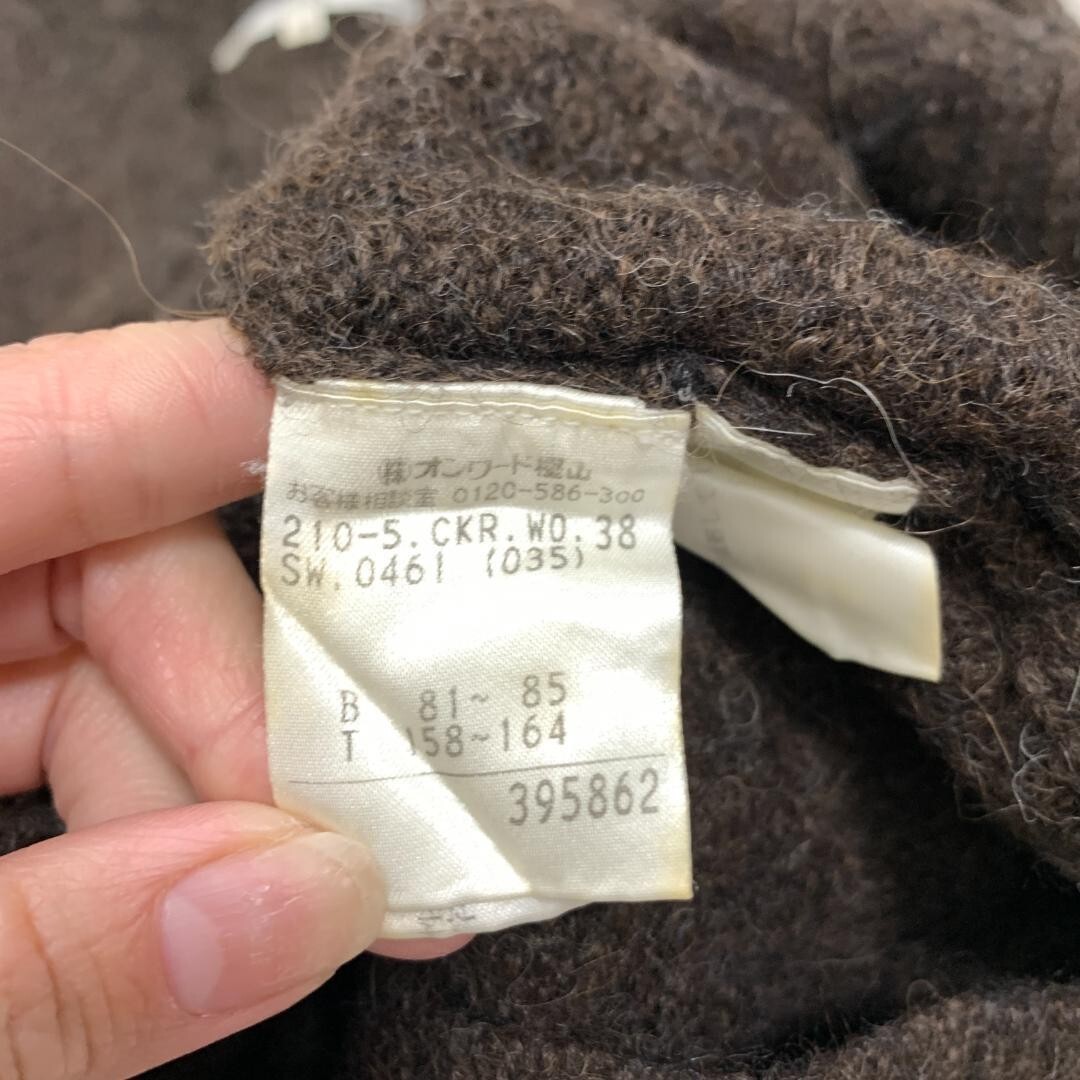 (株)オンワード樫山
お客様相談室 0120-586-300
210-5.CKR.WO.38
SW.0461 (035)
B 81~ 85
T 158~164
395862